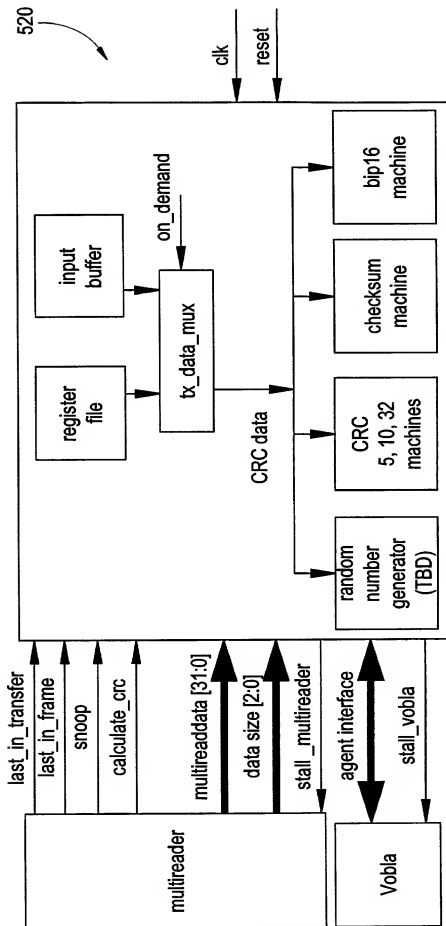 520
last_in_transfer
last_in_frame
snoop
calculate_crc
multireaddata [31:0]
data size [2:0]
stall_multireader
agent interface
stall_vobla
multireader
Vobla
register
file
input
buffer
tx_data_mux
on_demand
CRC data
random
number
generator
(TBD)
CRC
5, 10, 32
machines
checksum
machine
bip16
machine
clk
reset